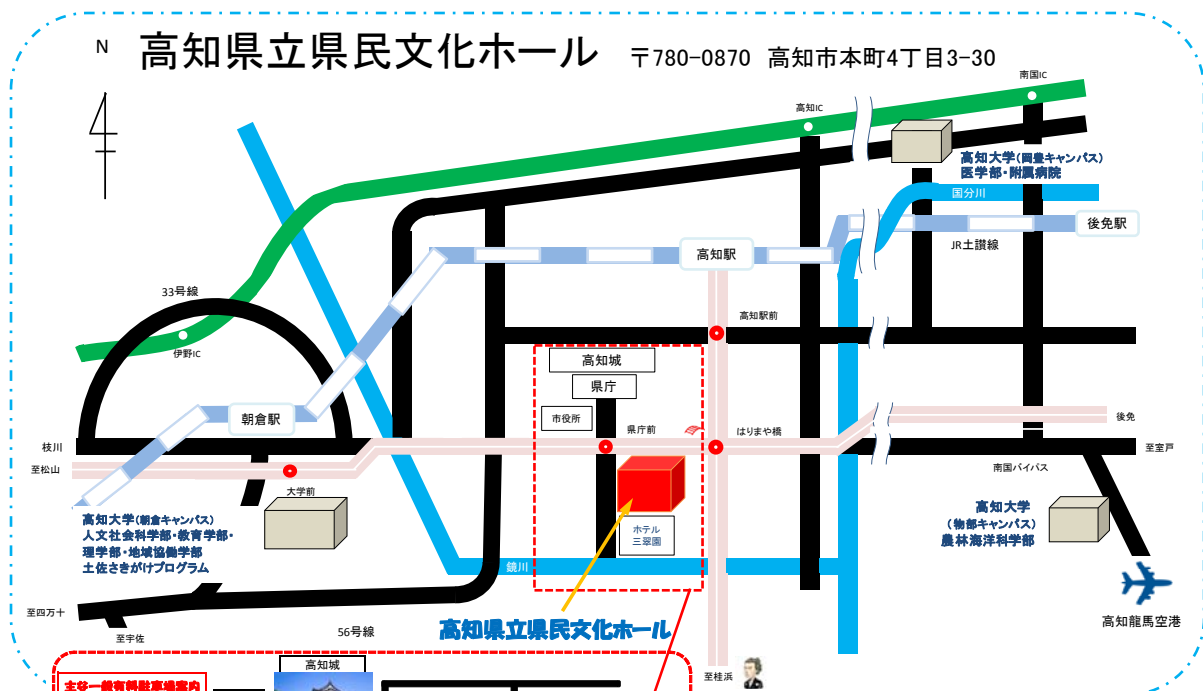 N
高知県立県民文化ホール 〒780-0870 高知市本町4丁目3-30
南国IC
高知IC
高知大学(岡豊キャンパス)
医学部・附属病院
国分川
後免駅
JR土讃線
高知駅
33号線
高知駅前
伊野IC
高知城
県庁
朝倉駅
市役所
後免
県庁前
はりまや橋
枝川
至室戸
至松山
南国バイパス
大学前
高知大学(朝倉キャンパス)
人文社会科学部・教育学部・
理学部・地域協働学部
土佐さきがけプログラム
ホテル
三翠園
高知大学
(物部キャンパス)
農林海洋科学部
鏡川
至四万十
高知龍馬空港
至宇佐
56号線
高知県立県民文化ホール
高知城
至桂浜
主な一般有料駐車場案内